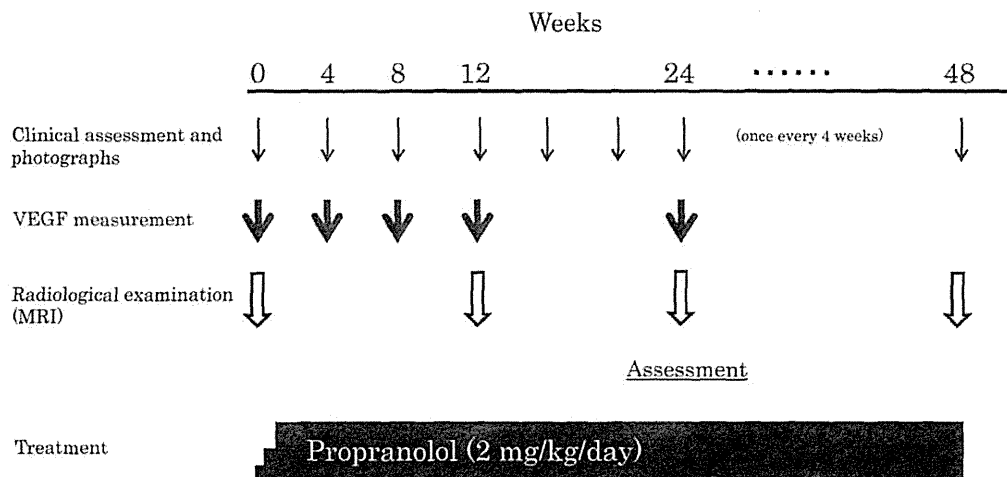 Weeks
0 4 8 12 24 ...... 48
Clinical assessment and
photographs
(once every 4 weeks)
VEGF measurement
Radiological examination
(MRI)
Assessment
Treatment
Propranolol (2 mg/kg/day)